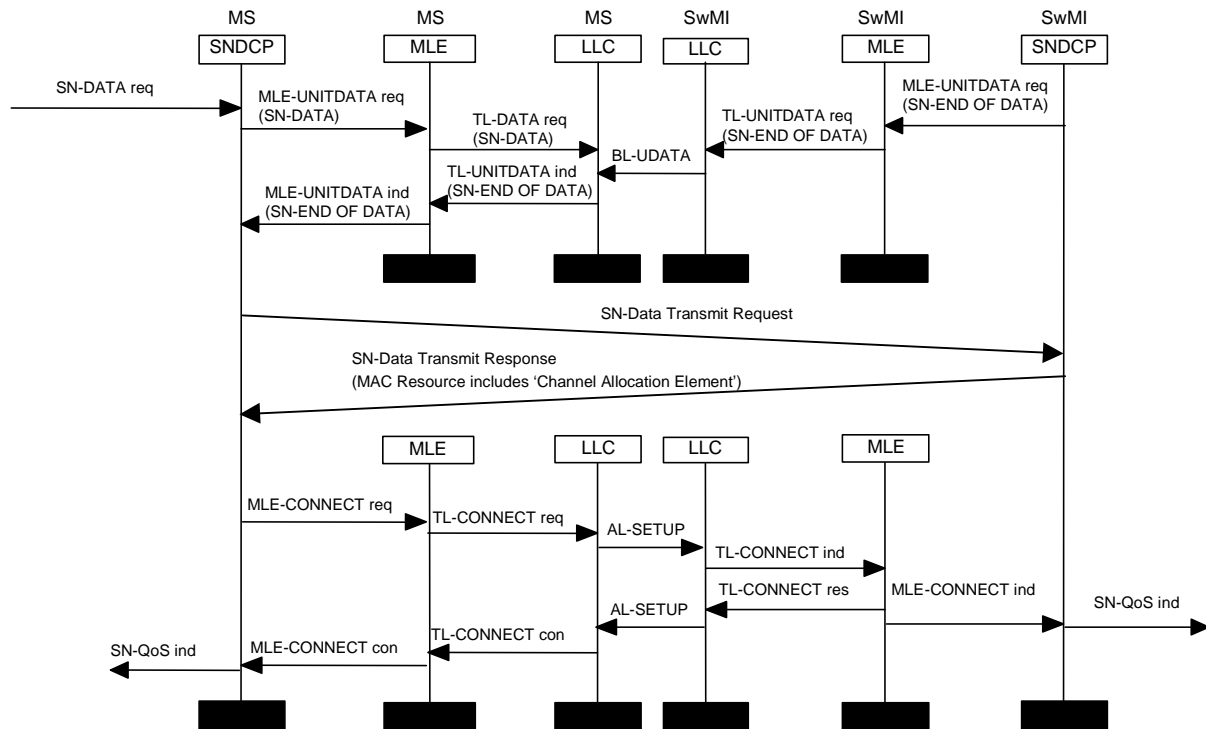 MS MS MS SwMI SwMI SwMI
SNDCP MLE LLC LLC MLE SNDCP
SN-DATA req
MLE-UNITDATA req
(SN-DATA)
TL-DATA req
(SN-DATA)
MLE-UNITDATA req
(SN-END OF DATA)
TL-UNITDATA req
(SN-END OF DATA)
BL-UDATA
TL-UNITDATA ind
(SN-END OF DATA)
MLE-UNITDATA ind
(SN-END OF DATA)
SN-Data Transmit Request
SN-Data Transmit Response
(MAC Resource includes ‘Channel Allocation Element’)
MLE LLC LLC MLE
MLE-CONNECT req
TL-CONNECT req
AL-SETUP
TL-CONNECT ind
TL-CONNECT res
MLE-CONNECT ind
SN-QoS ind
AL-SETUP
TL-CONNECT con
MLE-CONNECT con
SN-QoS ind